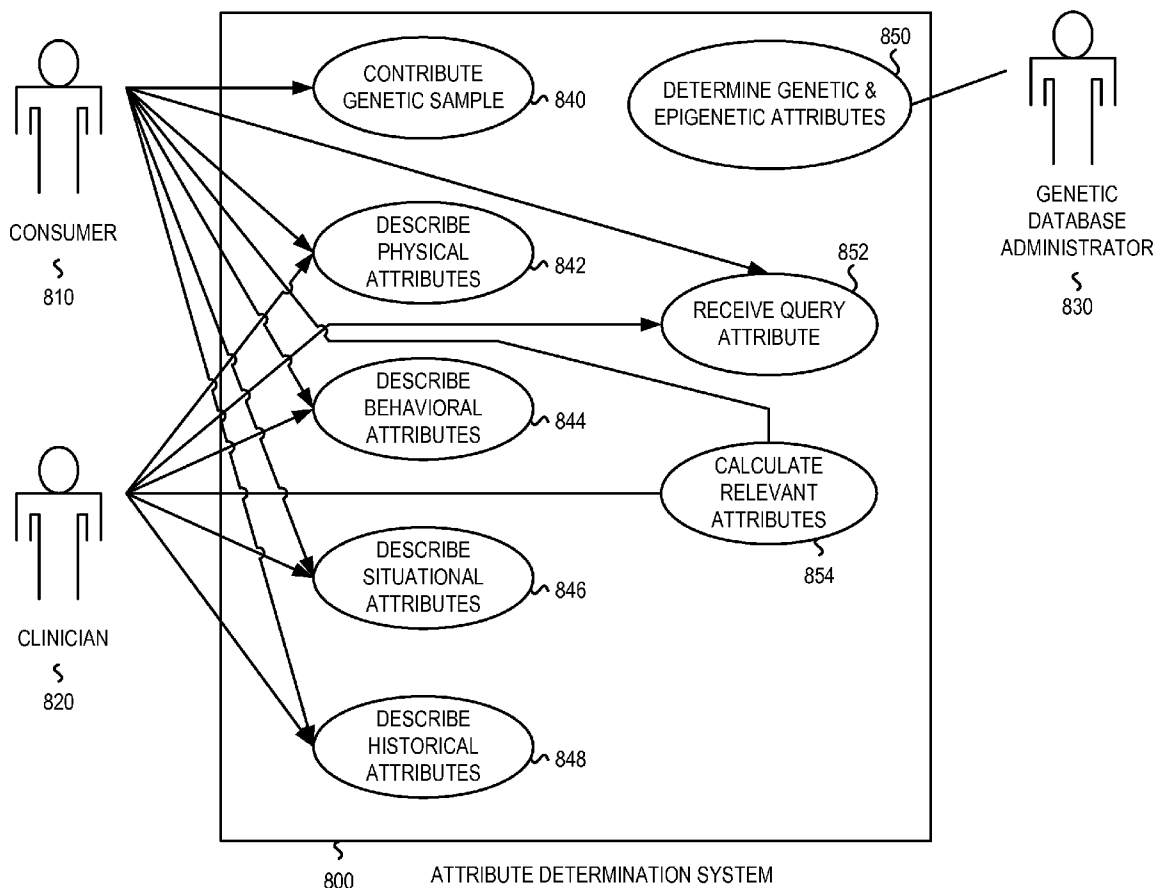 CONTRIBUTE
GENETIC SAMPLE
840
850
DETERMINE GENETIC &
EPIGENETIC ATTRIBUTES
CONSUMER
810
DESCRIBE
PHYSICAL
ATTRIBUTES
842
GENETIC
DATABASE
ADMINISTRATOR
830
852
RECEIVE QUERY
ATTRIBUTE
DESCRIBE
BEHAVIORAL
ATTRIBUTES
844
CALCULATE
RELEVANT
ATTRIBUTES
854
CLINICIAN
820
DESCRIBE
SITUATIONAL
ATTRIBUTES
846
DESCRIBE
HISTORICAL
ATTRIBUTES
848
800
ATTRIBUTE DETERMINATION SYSTEM